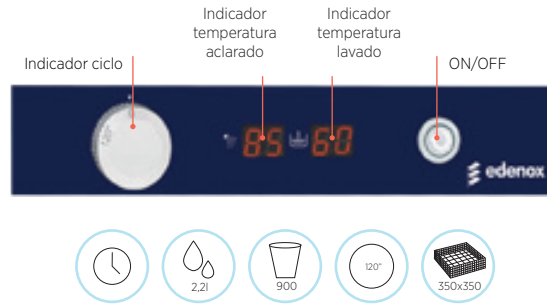 Indicador
temperatura
aclarado
Indicador
temperatura
lavado
Indicador ciclo
ON/OFF
85
60
edenox
2,2l
900
120"
350x350